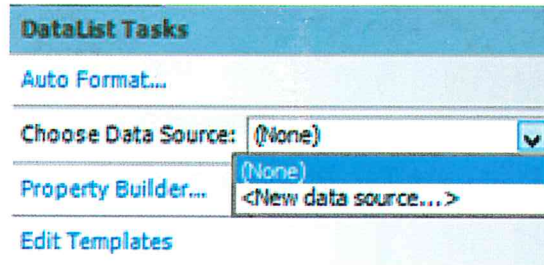 DataList Tasks
Auto Format...
Choose Data Source: (None)
(None)
<New data source...>
Property Builder...
Edit Templates